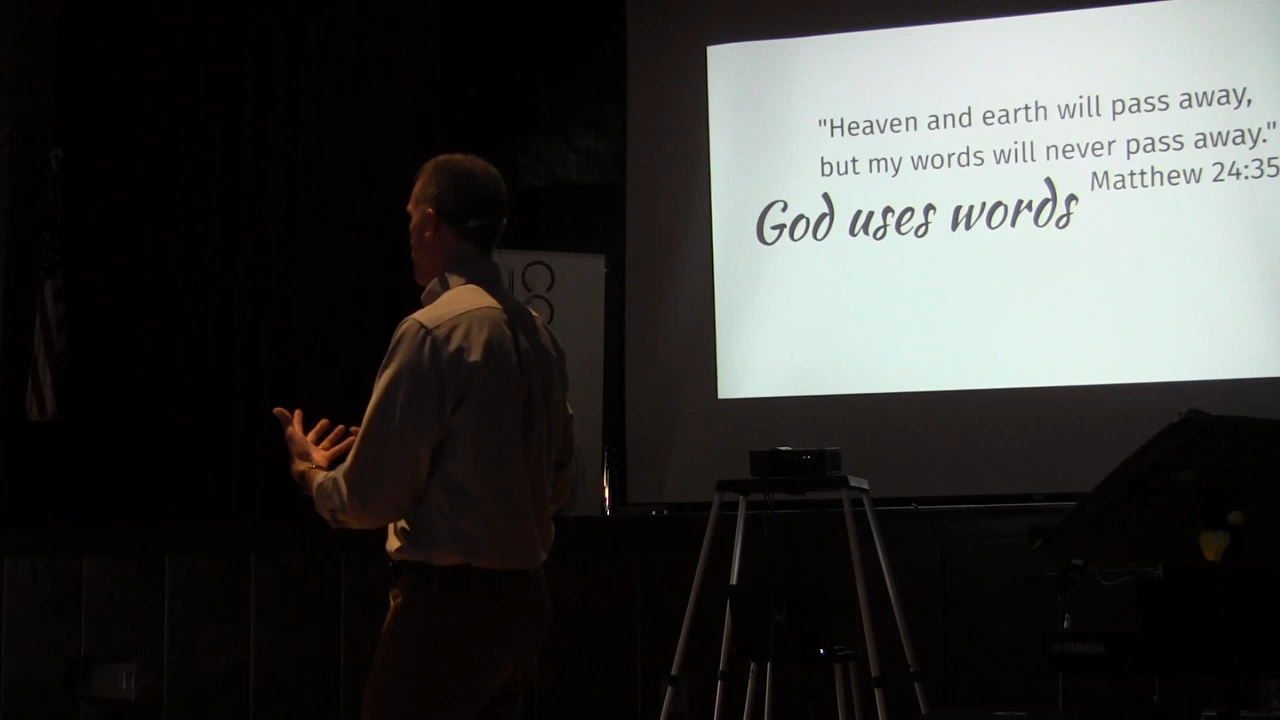 "Heaven and earth will pass away,
but my words will never pass away."
Matthew 24:35
God uses words
YAMAHA